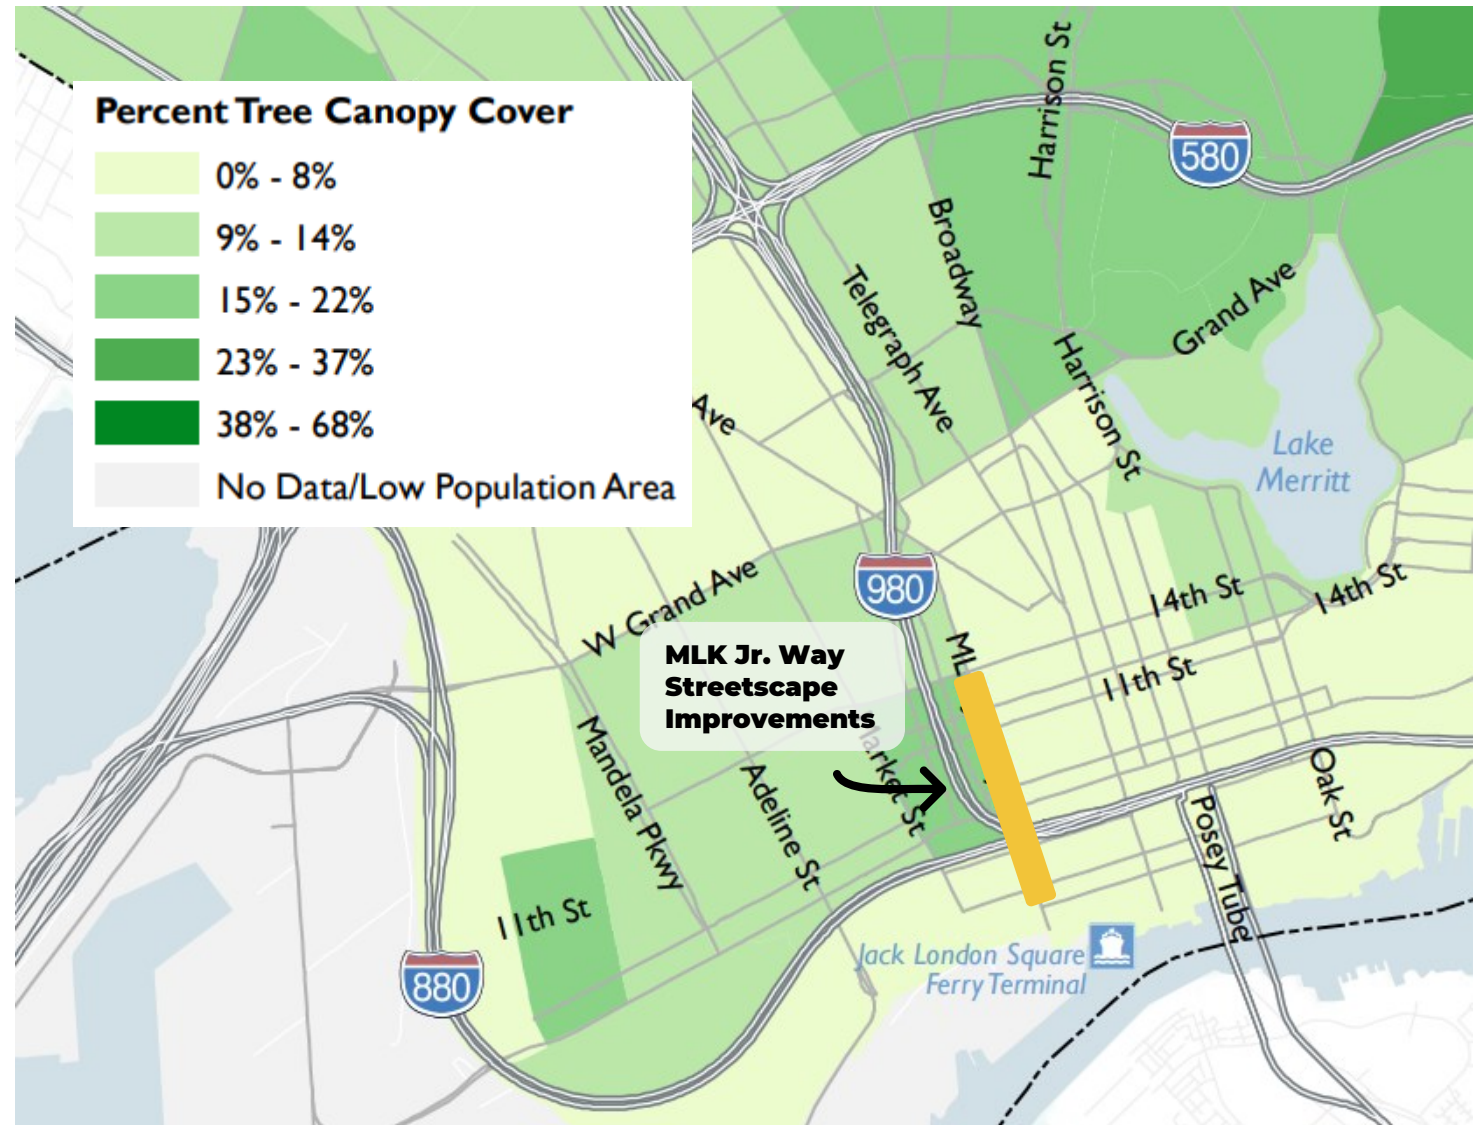 Percent Tree Canopy Cover
0% - 8%
9% - 14%
15% - 22%
23% - 37%
38% - 68%
No Data/Low Population Area
Harrison St
580
Broadway
Telegraph Ave
Grand Ave
Harrison St
Ave
Lake
Merritt
980
W Grand Ave
14th St
14th St
11th St
MLK Jr. Way
Streetscape
Improvements
Mandela Pkwy
Adeline St
Market St
Oak St
Posey Tube
11th St
880
Jack London Square
Ferry Terminal